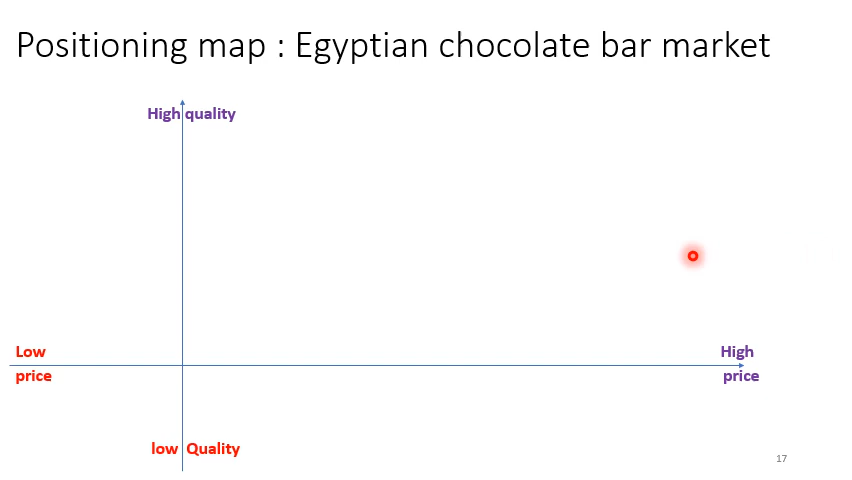 Positioning map : Egyptian chocolate bar market
High quality
Low
price
High
price
low Quality
17